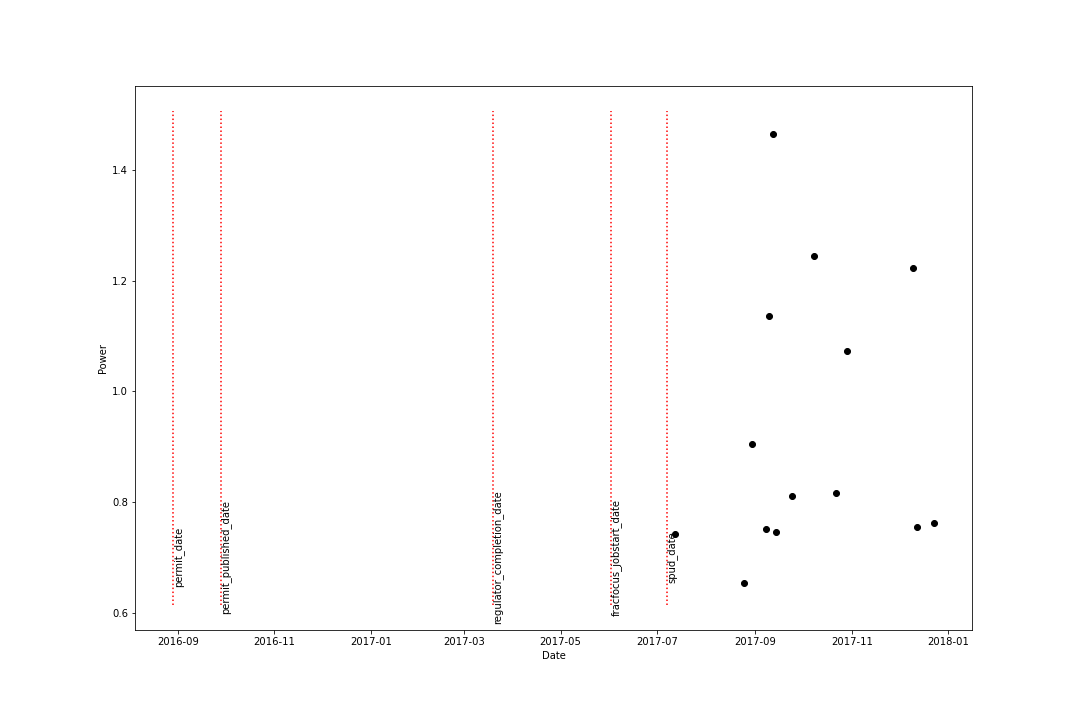 1.4
1.2
1.0
0.8
0.6
Power
permit_date
permit_published_date
regulator_completion_date
fracfocus_jobstart_date
spud_date
2016-09 2016-11 2017-01 2017-03 2017-05 2017-07 2017-09 2017-11 2018-01
Date